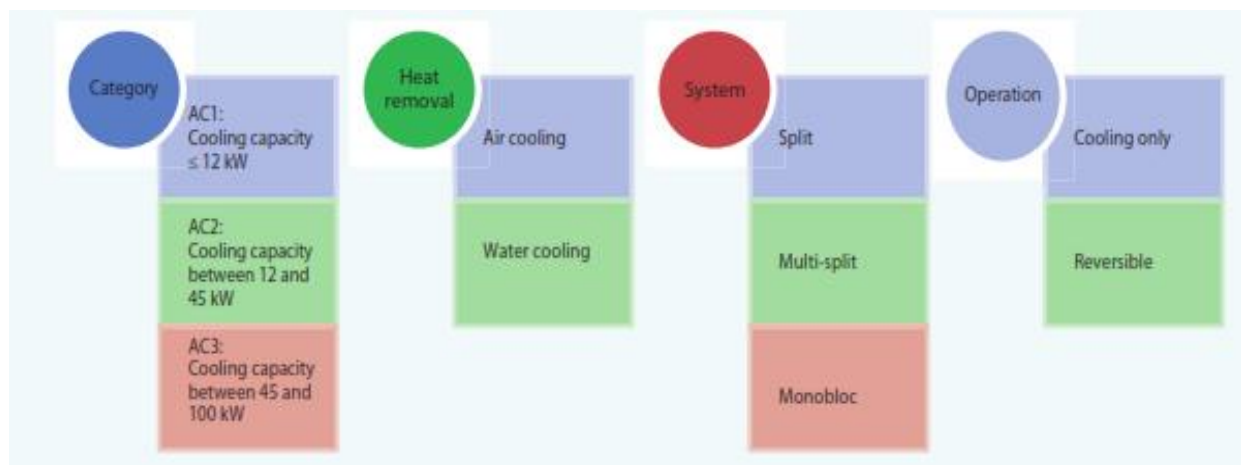 Category
AC1:
Cooling capacity
≤ 12 kW
AC2:
Cooling capacity
between 12 and
45 kW
AC3:
Cooling capacity
between 45 and
100 kW
Heat
removal
Air cooling
Water cooling
System
Split
Multi-split
Monobloc
Operation
Cooling only
Reversible